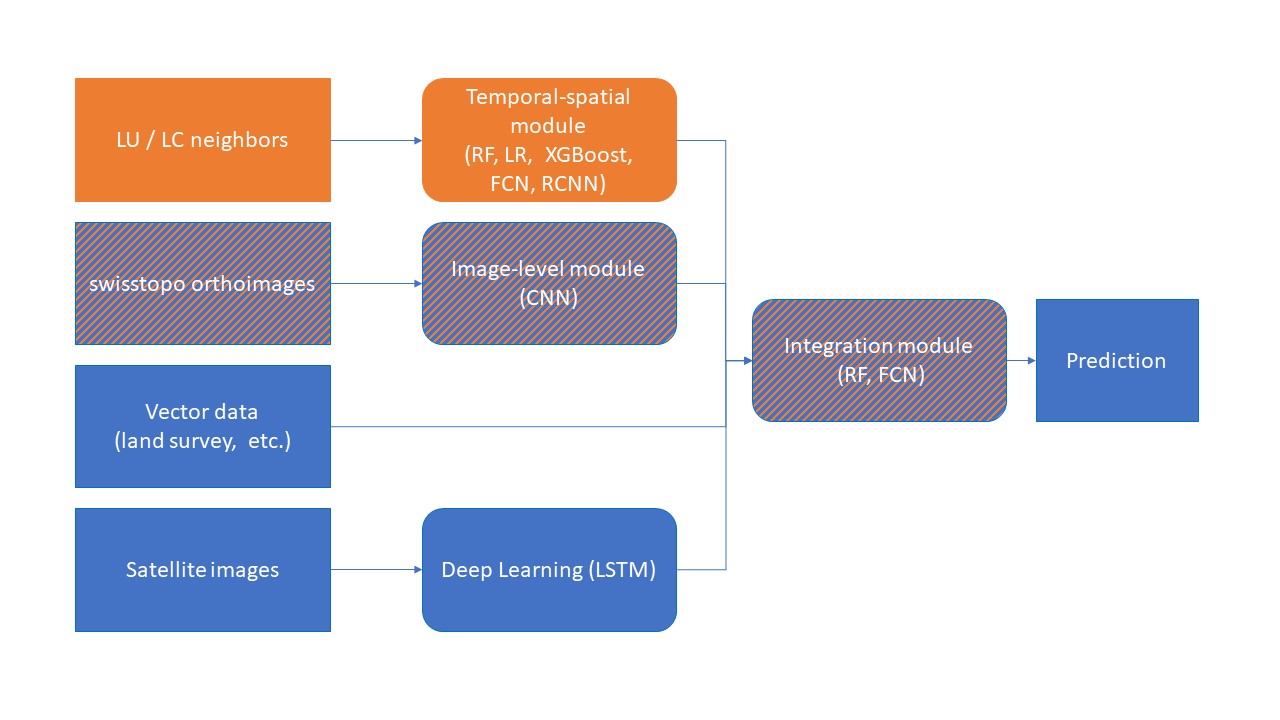 LU / LC neighbors
Temporal-spatial
module
(RF, LR, XGBoost,
FCN, RCNN)
swisstopo orthoimages
Image-level module
(CNN)
Integration module
(RF, FCN)
Prediction
Vector data
(land survey, etc.)
Satellite images
Deep Learning (LSTM)